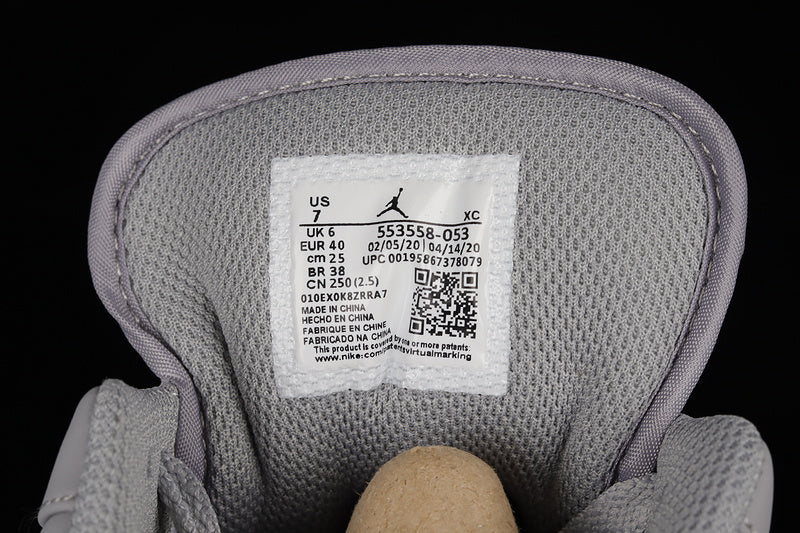 US
7
XC
UK 6
553558-053
EUR 40
02/05/20 | 04/14/20
cm 25
UPC 00195867378079
BR 38
CN 250 (2.5)
010EX0K8ZRRA7
MADE IN CHINA
HECHO EN CHINA
FABRIQUE EN CHINE
FABRICADO NA CHINA
This product is covered by one or more patents:
www.nike.com/patentsvirtualmarking